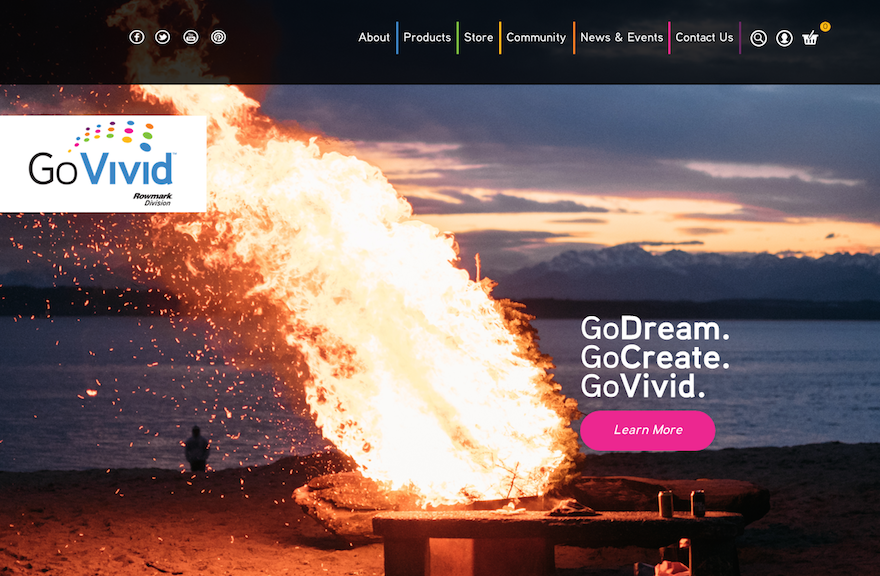 About
Products
Store
Community
News & Events
Contact Us
0
GoVivid™
Rowmark
Division
GoDream.
GoCreate.
GoVivid.
Learn More